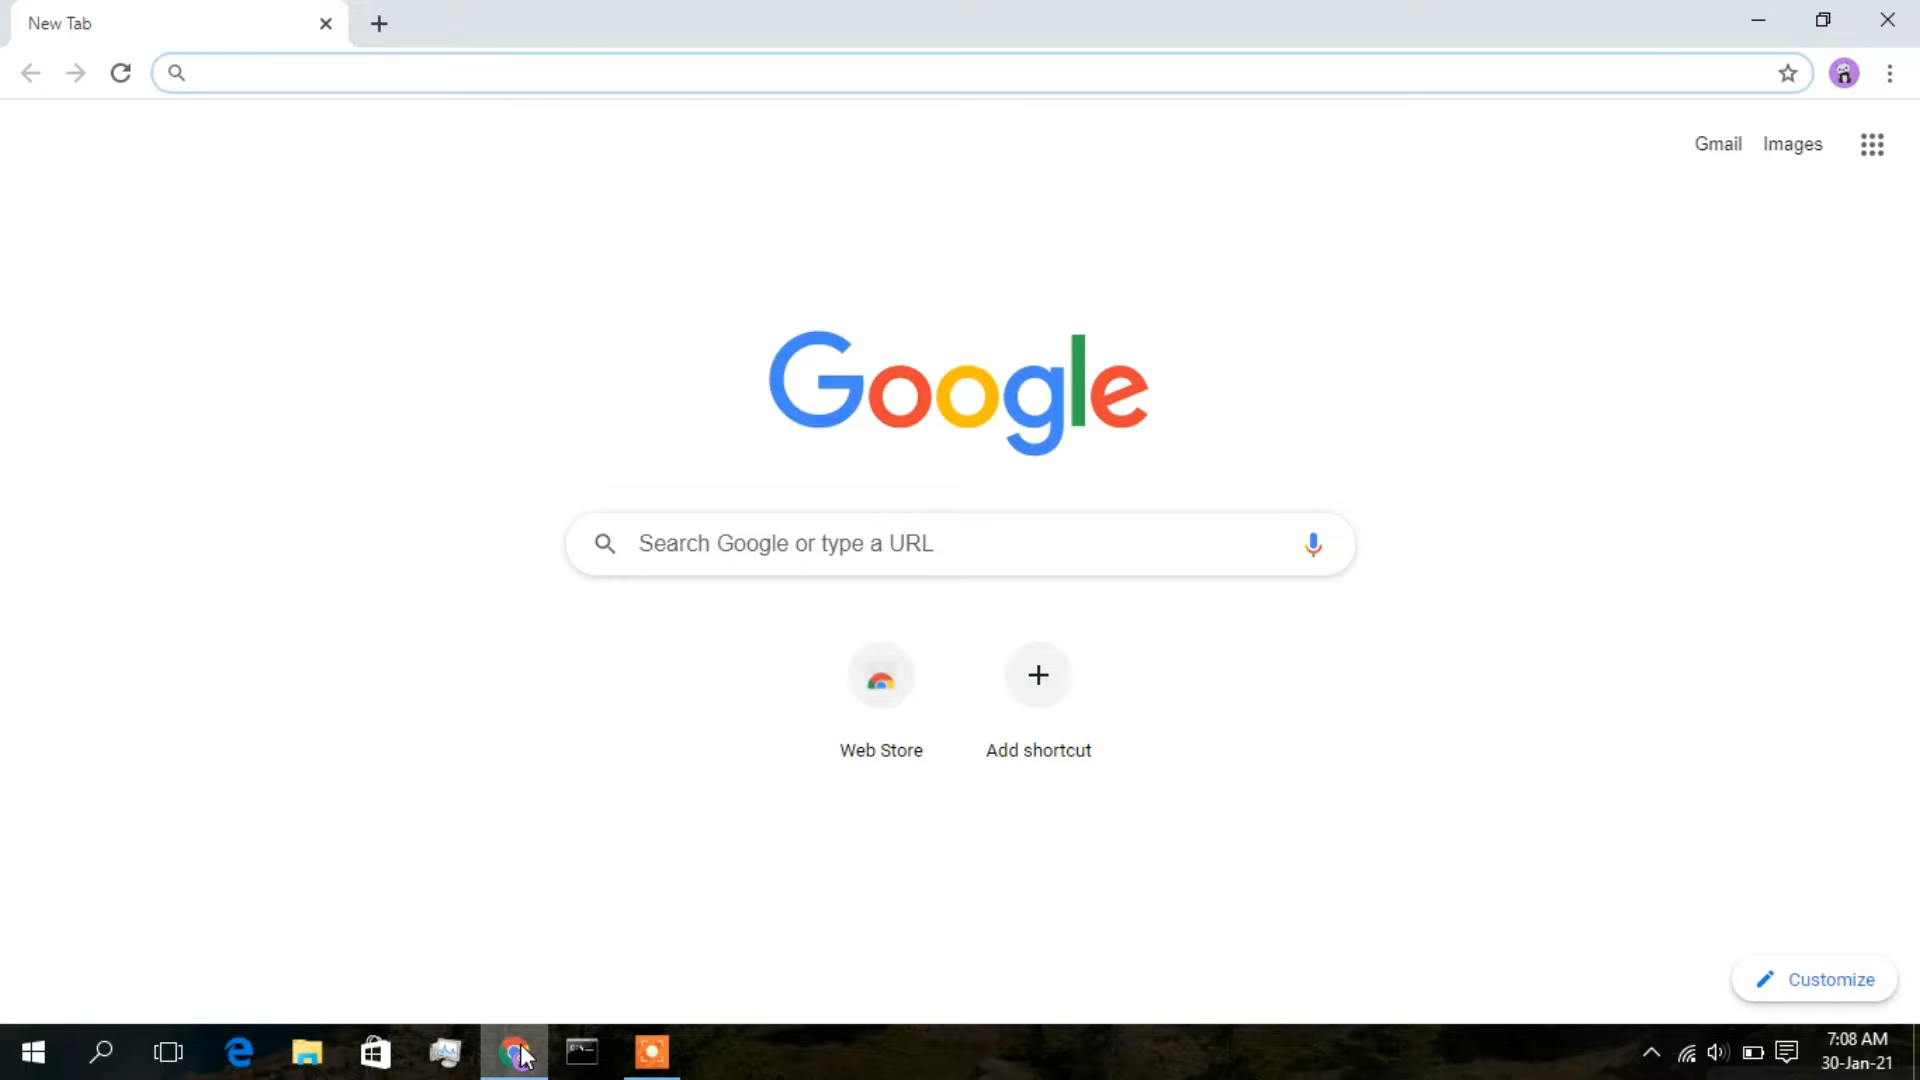 New Tab
Gmail Images
Google
Search Google or type a URL
Web Store
Add shortcut
Customize
7:08 AM
30-Jan-21